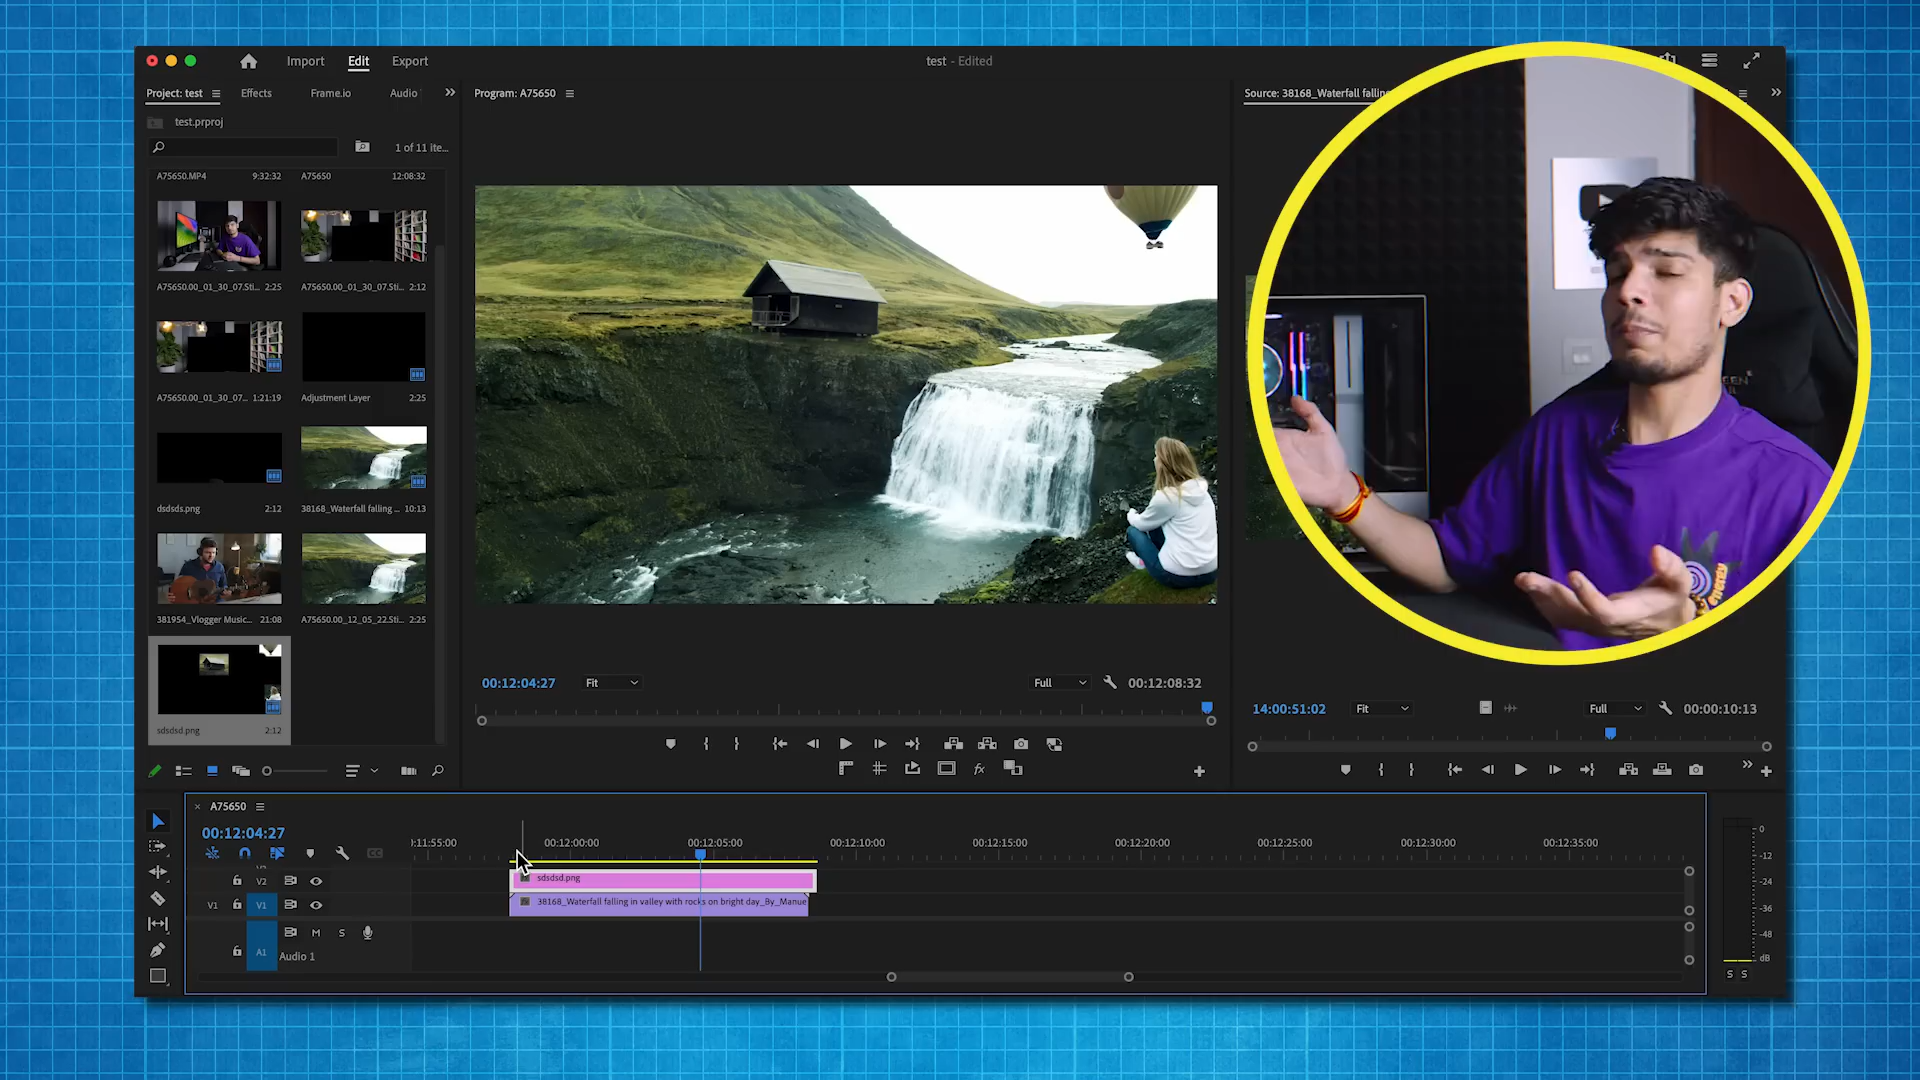 Import Edit Export test - Edited
Project: test Effects Frame.io Audio
Program: A75650
Source: 38168_Waterfall falling
test.prproj
1 of 11 ite...
A75650.MP4 9:32:32 A75650 12:08:32
A75650.00_01_30_07.Sti... 2:25 A75650.00_01_30_07.Sti... 2:12
A75650.00_01_30_07... 1:21:19 Adjustment Layer 2:25
dsdsds.png 2:12 38168_Waterfall falling ... 10:13
381954_Vlogger Music... 21:08 A75650.00_12_05_22.Sti... 2:25
sdsdsd.png 2:12
00:12:04:27 Fit Full 00:12:08:32
14:00:51:02 Fit Full 00:00:10:13
A75650
00:12:04:27
):11:55:00 00:12:00:00 00:12:05:00 00:12:10:00 00:12:15:00 00:12:20:00 00:12:25:00 00:12:30:00 00:12:35:00
V2 sdsdsd.png
V1 V1 38168_Waterfall falling in valley with rocks on bright day_By_Manue
M S
A1 Audio 1
0
-12
-24
-36
-48
dB
S S